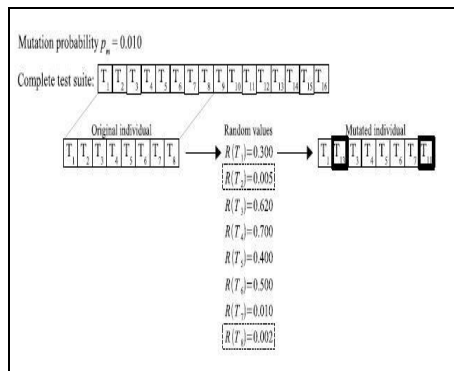 Mutation probability pm = 0.010
Complete test suite: T1 T2 T3 T4 T5 T6 T7 T8 T9 T10 T11 T12 T13 T14 T15 T16
Original individual
T1 T2 T3 T4 T5 T6 T7 T8
Random values
R(T1)=0.300
R(T2)=0.005
R(T3)=0.620
R(T4)=0.700
R(T5)=0.400
R(T6)=0.500
R(T7)=0.010
R(T8)=0.002
Mutated individual
T1 T3 T4 T5 T6 T7